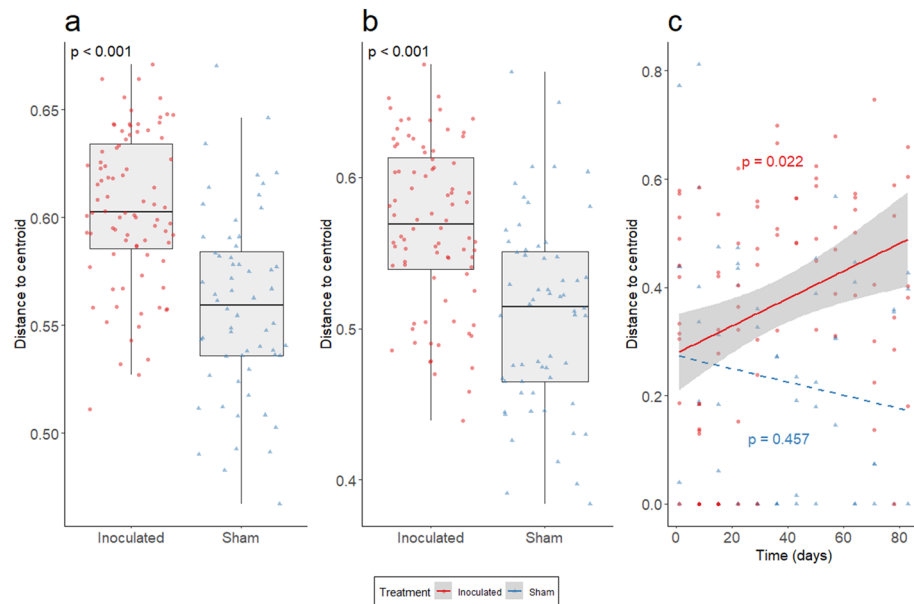 a
p < 0.001
Distance to centroid
0.65
0.60
0.55
0.50
Inoculated Sham
b
p < 0.001
Distance to centroid
0.6
0.5
0.4
Inoculated Sham
c
Distance to centroid
0.8
0.6
0.4
0.2
0.0
p = 0.022
p = 0.457
0 20 40 60 80
Time (days)
Treatment Inoculated Sham